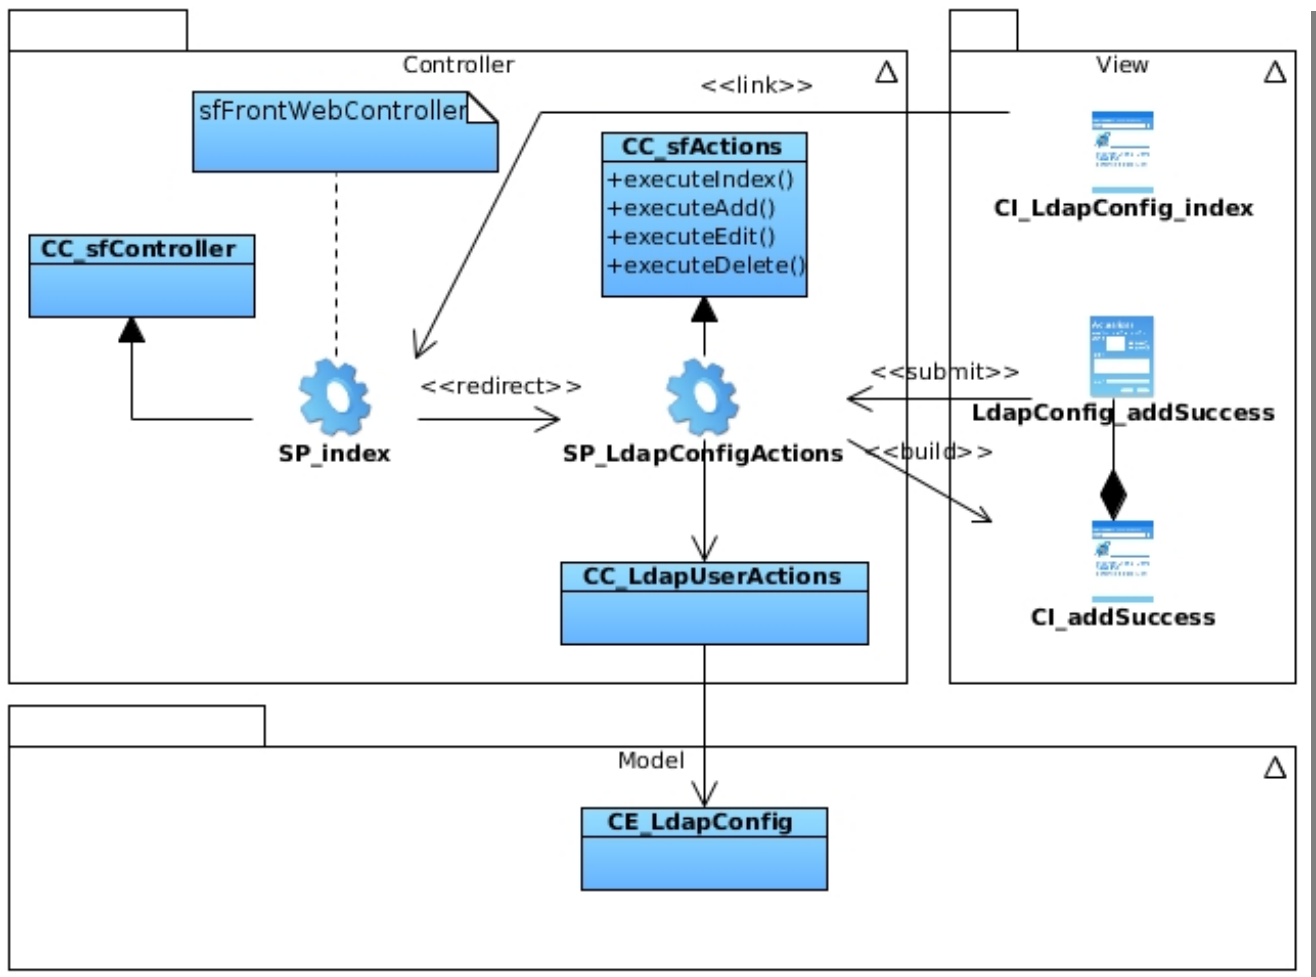 Controller
<<link>>
View
sfFrontWebController
CC_sfActions
+executeIndex()
+executeAdd()
+executeEdit()
+executeDelete()
CI_LdapConfig_index
CC_sfController
<<redirect>>
<<submit>>
LdapConfig_addSuccess
SP_index
SP_LdapConfigActions
<<build>>
CC_LdapUserActions
CI_addSuccess
Model
CE_LdapConfig